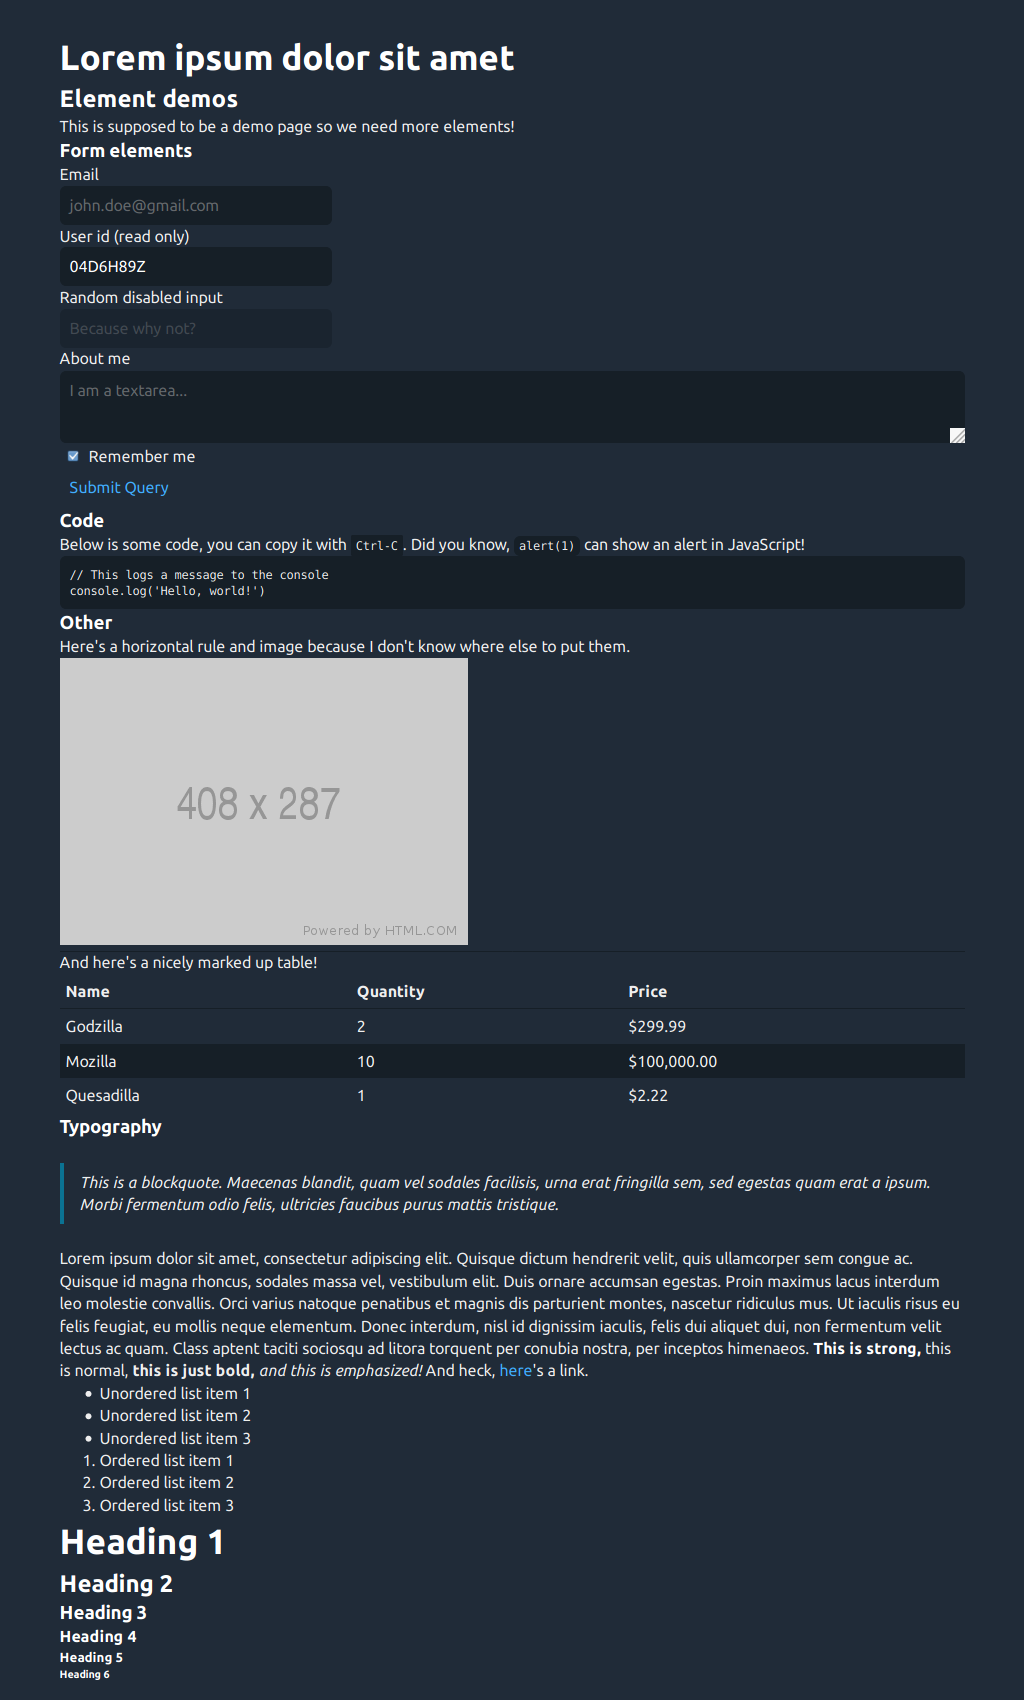 Lorem ipsum dolor sit amet
Element demos
This is supposed to be a demo page so we need more elements!
Form elements
Email
john.doe@gmail.com
User id (read only)
04D6H89Z
Random disabled input
Because why not?
About me
I am a textarea...
Remember me
Submit Query
Code
Below is some code, you can copy it with Ctrl-C. Did you know, alert(1) can show an alert in JavaScript!
// This logs a message to the console
console.log('Hello, world!')
Other
Here's a horizontal rule and image because I don't know where else to put them.
408 x 287
Powered by HTML.COM
And here's a nicely marked up table!
Name Quantity Price
Godzilla 2 $299.99
Mozilla 10 $100,000.00
Quesadilla 1 $2.22
Typography
This is a blockquote. Maecenas blandit, quam vel sodales facilisis, urna erat fringilla sem, sed egestas quam erat a ipsum.
Morbi fermentum odio felis, ultricies faucibus purus mattis tristique.
Lorem ipsum dolor sit amet, consectetur adipiscing elit. Quisque dictum hendrerit velit, quis ullamcorper sem congue ac.
Quisque id magna rhoncus, sodales massa vel, vestibulum elit. Duis ornare accumsan egestas. Proin maximus lacus interdum
leo molestie convallis. Orci varius natoque penatibus et magnis dis parturient montes, nascetur ridiculus mus. Ut iaculis risus eu
felis feugiat, eu mollis neque elementum. Donec interdum, nisl id dignissim iaculis, felis dui aliquet dui, non fermentum velit
lectus ac quam. Class aptent taciti sociosqu ad litora torquent per conubia nostra, per inceptos himenaeos. This is strong, this
is normal, this is just bold, and this is emphasized! And heck, here's a link.
• Unordered list item 1
• Unordered list item 2
• Unordered list item 3
1. Ordered list item 1
2. Ordered list item 2
3. Ordered list item 3
Heading 1
Heading 2
Heading 3
Heading 4
Heading 5
Heading 6